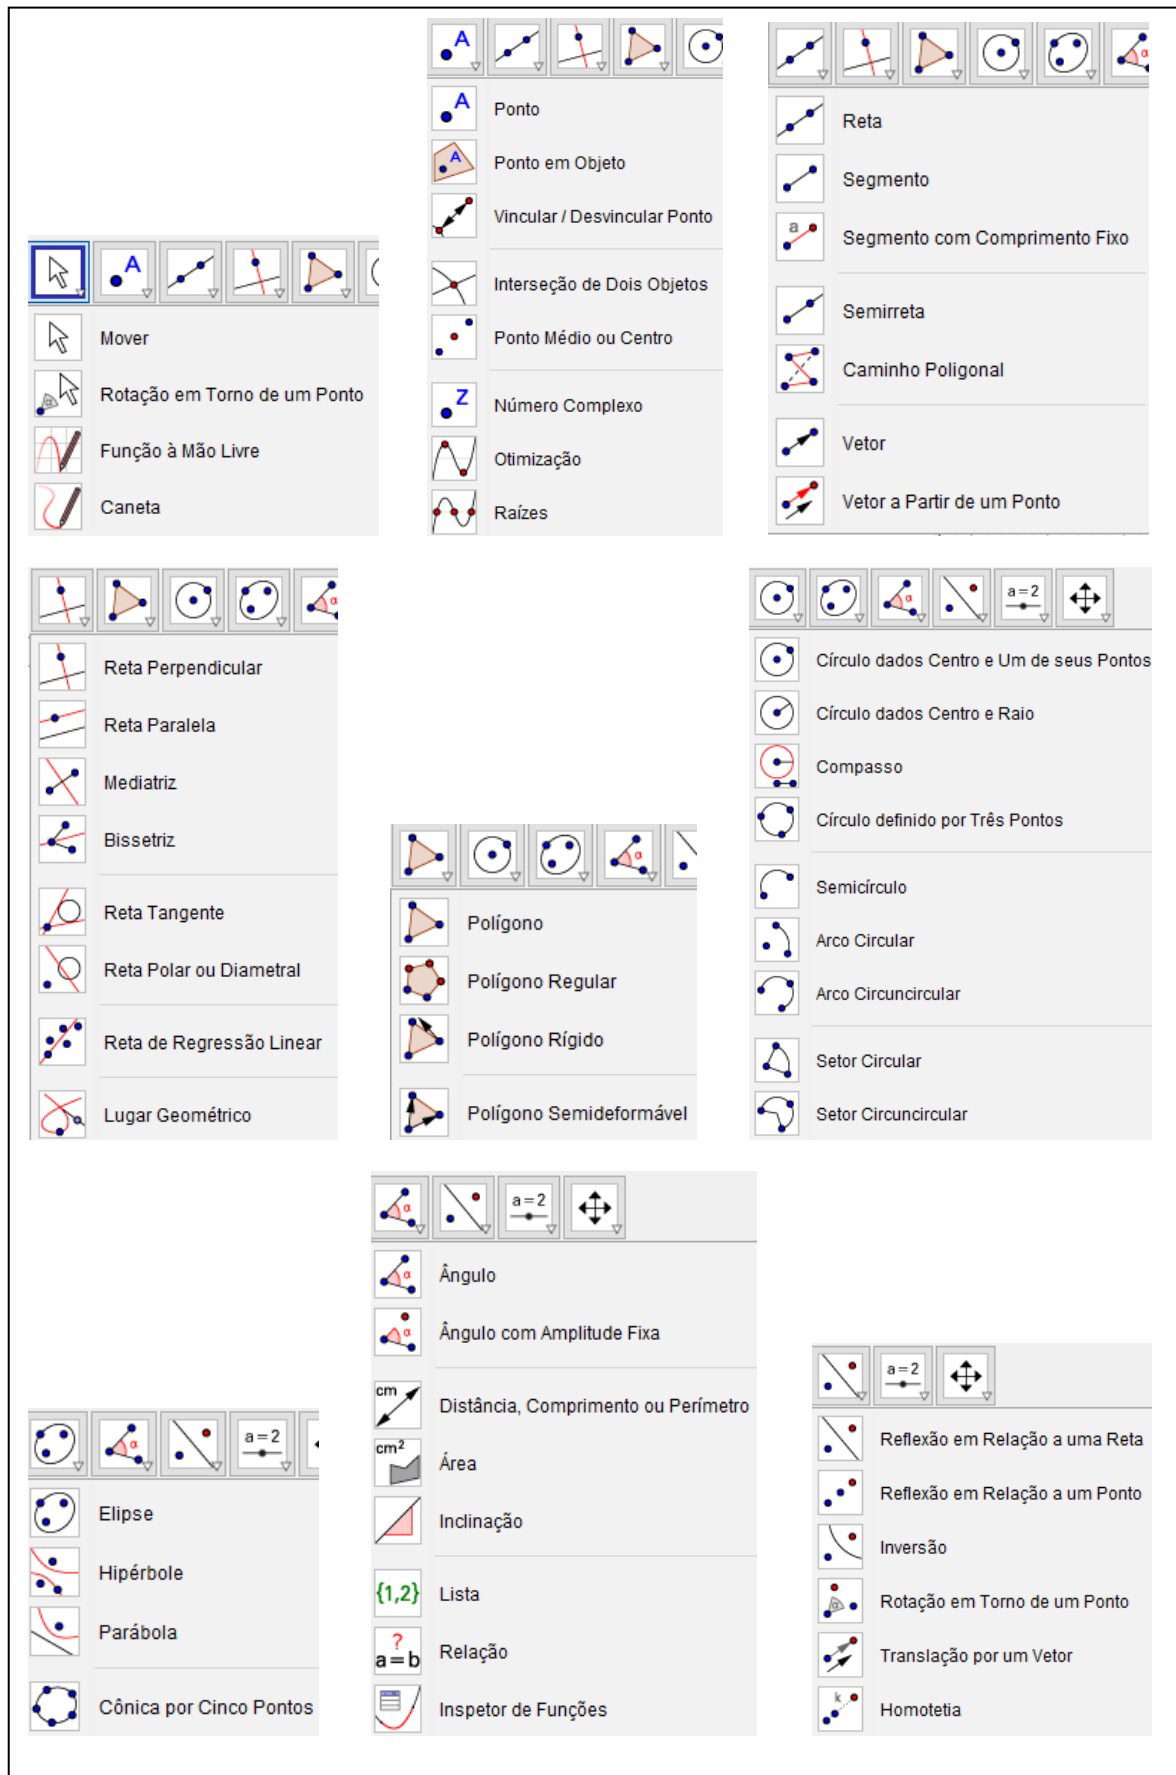 A
Ponto
A
Ponto em Objeto
Vincular / Desvincular Ponto
Interseção de Dois Objetos
Ponto Médio ou Centro
Z
Número Complexo
Otimização
Raízes
α
Reta
Segmento
a
Segmento com Comprimento Fixo
Semirreta
Caminho Poligonal
Vetor
Vetor a Partir de um Ponto
A
Mover
α
Rotação em Torno de um Ponto
Função à Mão Livre
Caneta
α
Reta Perpendicular
Reta Paralela
Mediatriz
Bissetriz
Reta Tangente
Reta Polar ou Diametral
Reta de Regressão Linear
Lugar Geométrico
α
Polígono
Polígono Regular
Polígono Rígido
Polígono Semideformável
α a = 2
Círculo dados Centro e Um de seus Pontos
Círculo dados Centro e Raio
Compasso
Círculo definido por Três Pontos
Semicírculo
Arco Circular
Arco Circuncircular
Setor Circular
Setor Circuncircular
α a = 2
Elipse
Hipérbole
Parábola
Cônica por Cinco Pontos
α a = 2
α
Ângulo
α
Ângulo com Amplitude Fixa
cm
Distância, Comprimento ou Perímetro
cm²
Área
Inclinação
{1,2}
Lista
?
a = b
Relação
Inspetor de Funções
a = 2
Reflexão em Relação a uma Reta
Reflexão em Relação a um Ponto
Inversão
α
Rotação em Torno de um Ponto
Translação por um Vetor
k
Homotetia